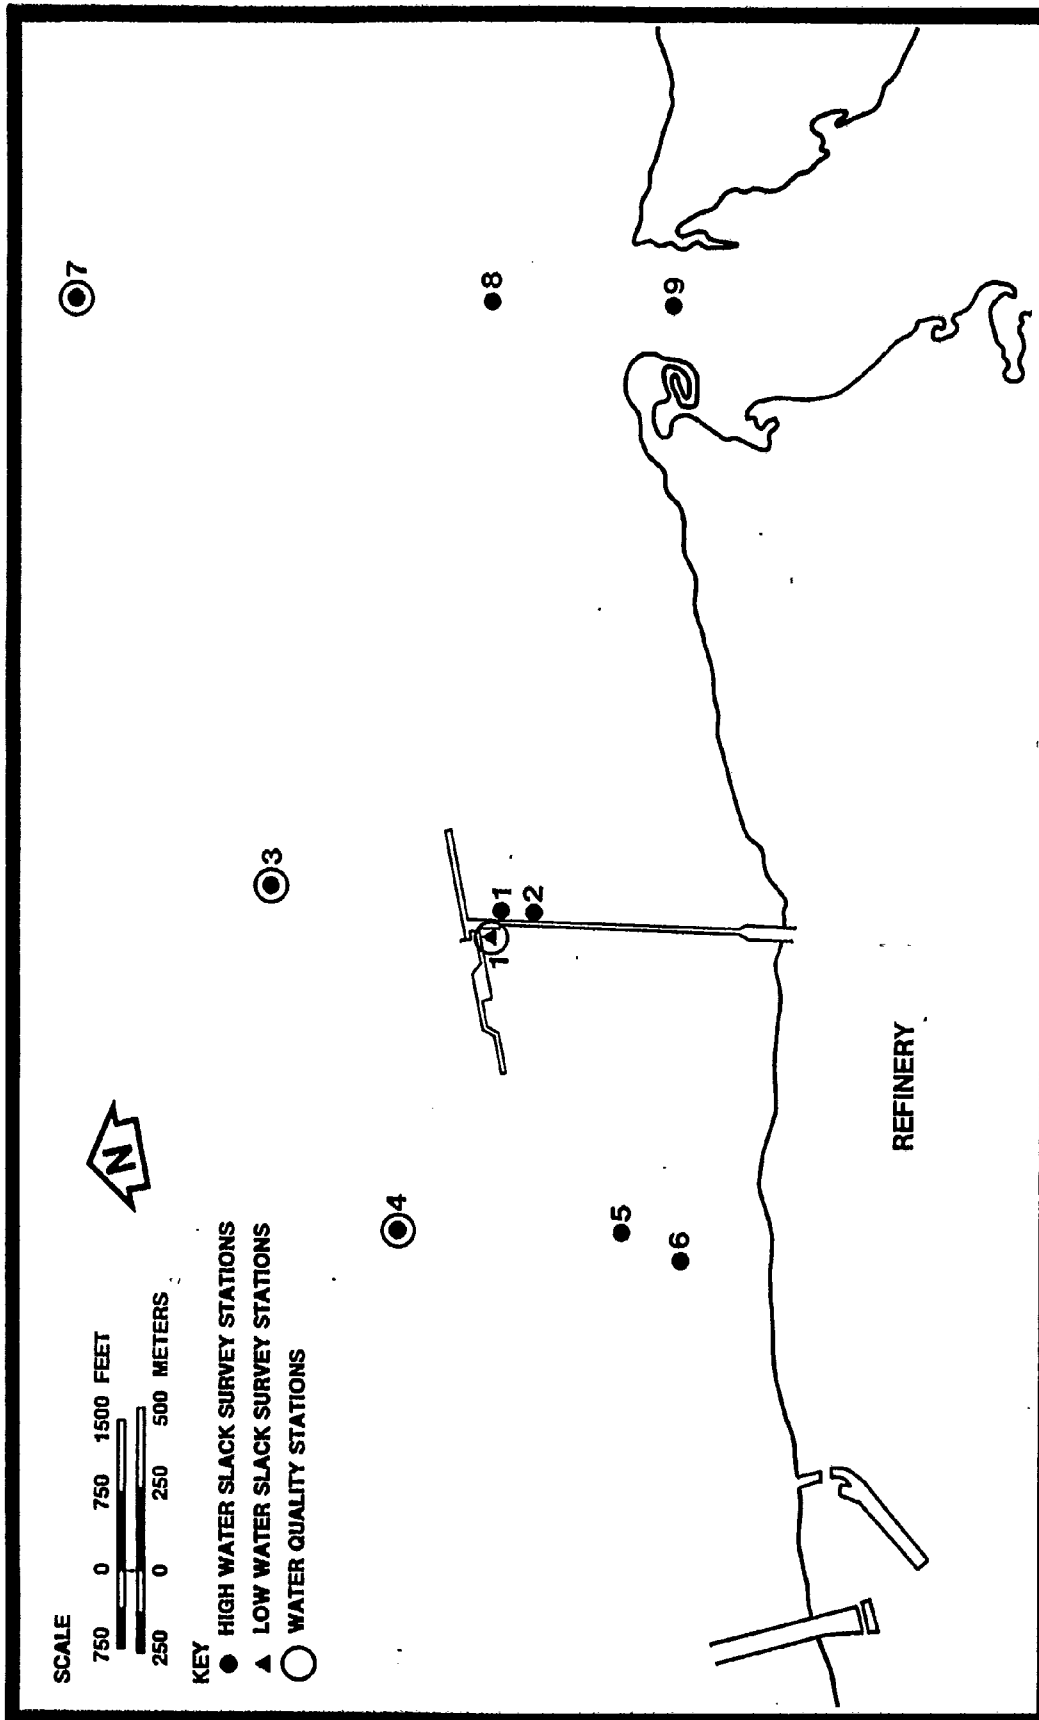 SCALE
750 0 750 1500 FEET
250 0 250 500 METERS
KEY
HIGH WATER SLACK SURVEY STATIONS
LOW WATER SLACK SURVEY STATIONS
WATER QUALITY STATIONS
N
7
8
9
3
1
2
1
4
5
6
REFINERY